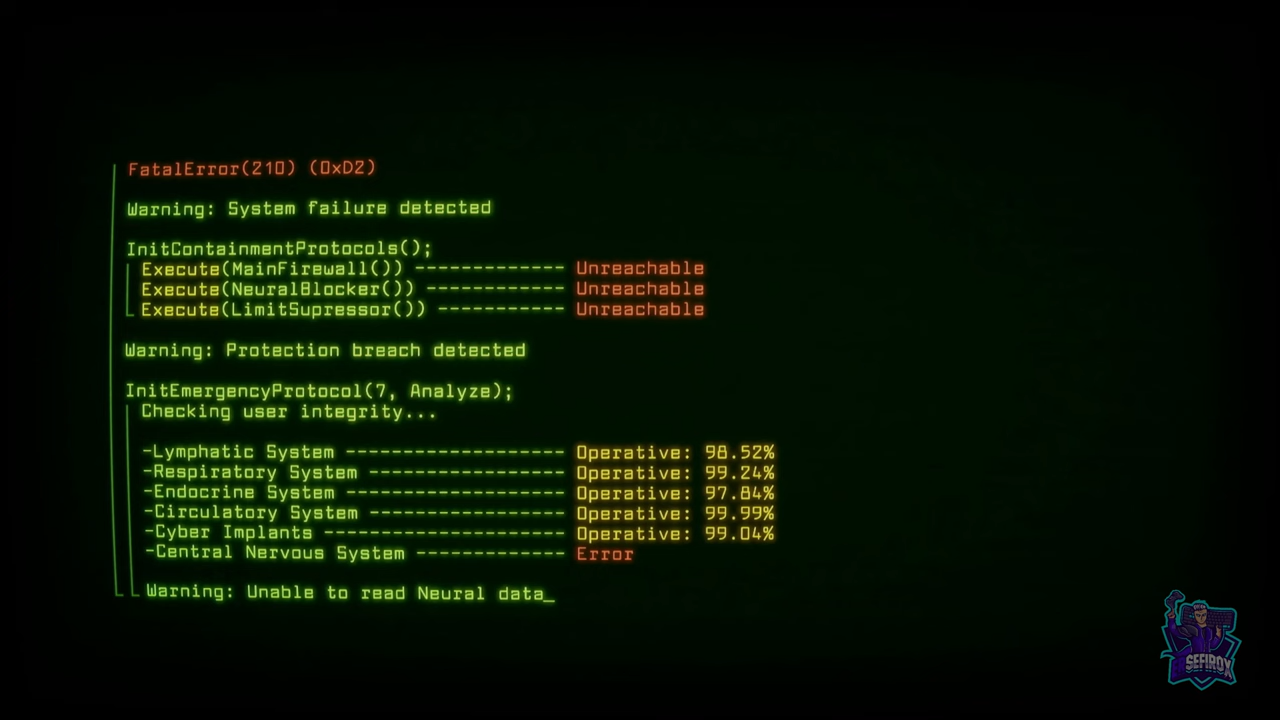 FatalError(210) (0xD2)
Warning: System failure detected
InitContainmentProtocols();
Execute(MainFirewall()) ------------- Unreachable
Execute(NeuralBlocker()) ------------ Unreachable
Execute(LimitSupressor()) ----------- Unreachable
Warning: Protection breach detected
InitEmergencyProtocol(7, Analyze);
Checking user integrity...
-Lymphatic System ------------------- Operative: 98.52%
-Respiratory System ----------------- Operative: 99.24%
-Endocrine System ------------------- Operative: 97.84%
-Circulatory System ----------------- Operative: 99.99%
-Cyber Implants --------------------- Operative: 99.04%
-Central Nervous System ------------- Error
Warning: Unable to read Neural data_
SEFIROX